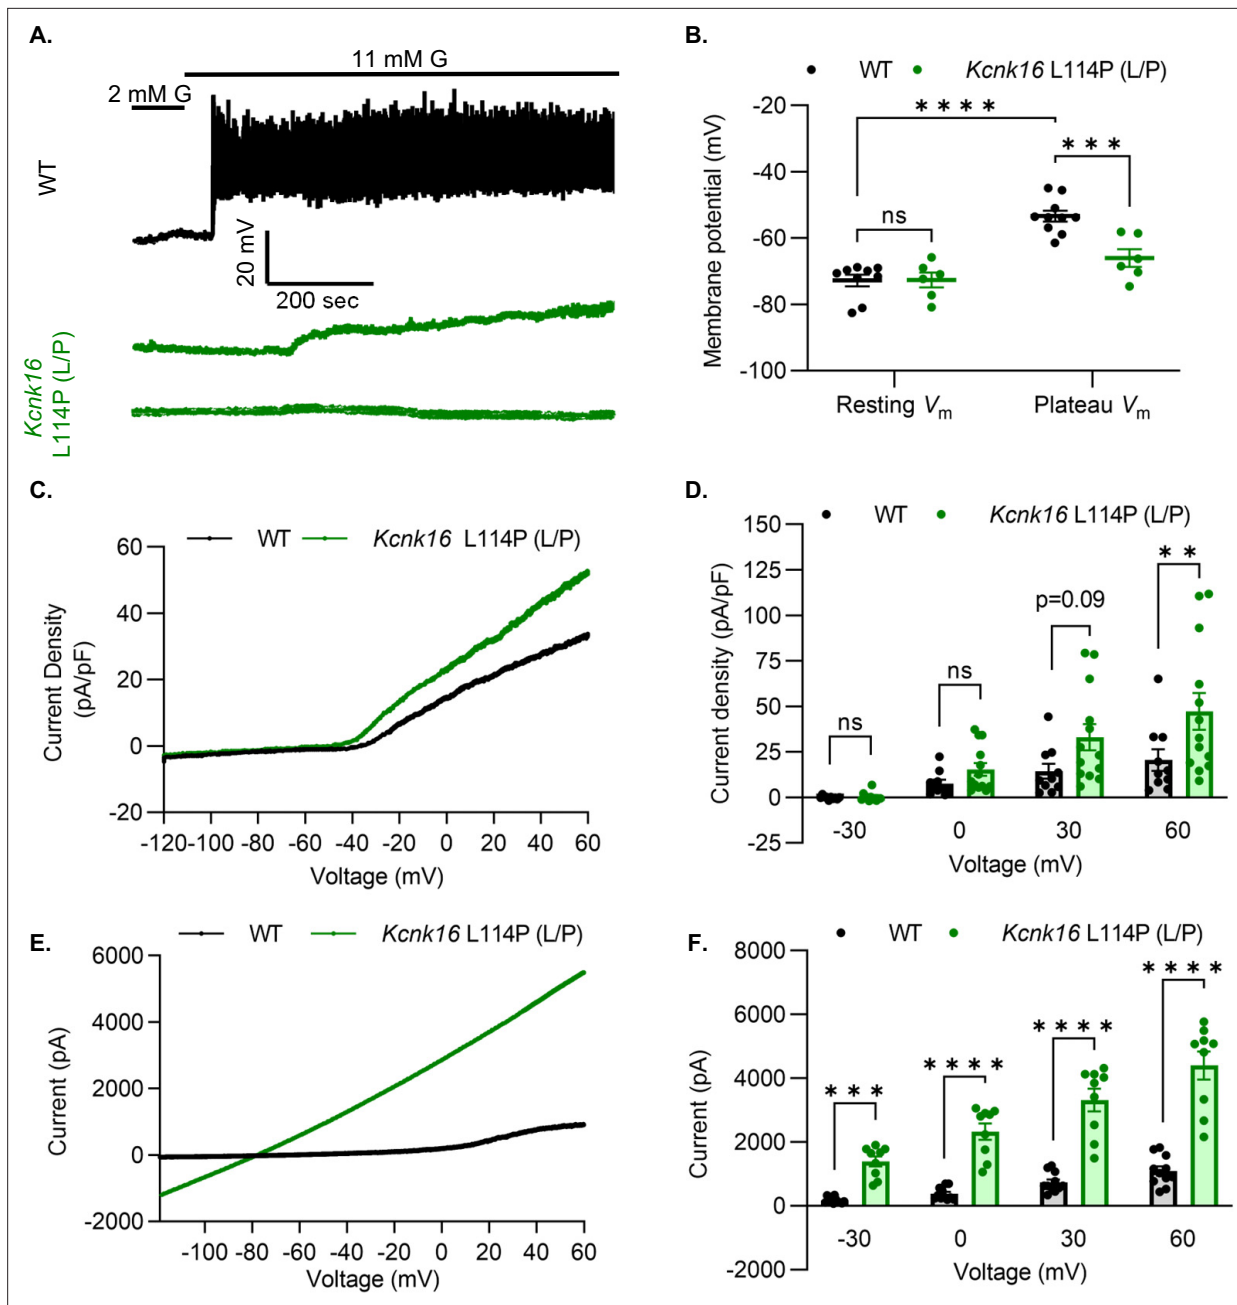 A.
11 mM G
2 mM G
WT
20 mV
200 sec
Kcnk16
L114P (L/P)
B.
WT Kcnk16 L114P (L/P)
Membrane potential (mV)
-20
-40
-60
-80
-100
ns
* * * *
* * *
Resting Vm Plateau Vm
C.
WT Kcnk16 L114P (L/P)
Current Density
(pA/pF)
60
40
20
0
-20
-120 -100 -80 -60 -40 -20 0 20 40 60
Voltage (mV)
D.
WT Kcnk16 L114P (L/P)
Current density (pA/pF)
150
125
100
75
50
25
0
-25
ns
ns
p=0.09
* *
-30 0 30 60
Voltage (mV)
E.
WT Kcnk16 L114P (L/P)
Current (pA)
6000
4000
2000
0
-2000
-100 -80 -60 -40 -20 0 20 40 60
Voltage (mV)
F.
WT Kcnk16 L114P (L/P)
Current (pA)
8000
6000
4000
2000
0
-2000
* * *
* * * *
* * * *
* * * *
-30 0 30 60
Voltage (mV)